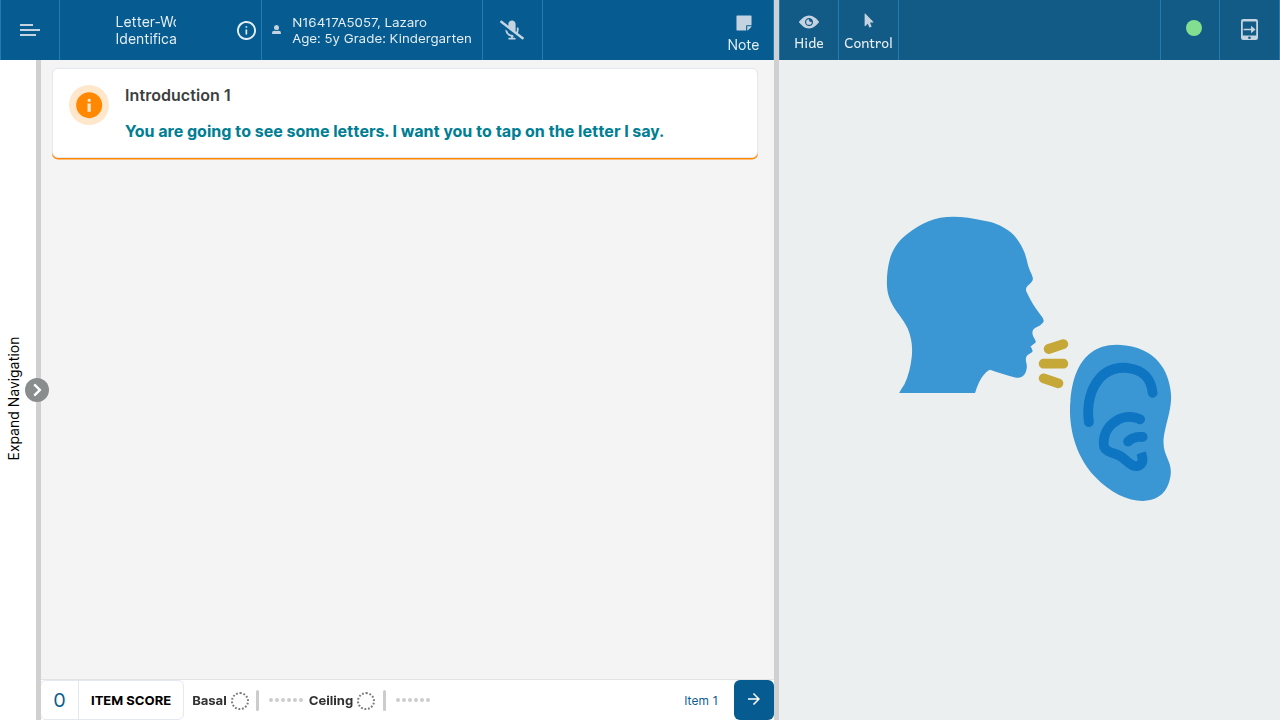 Letter-Wo
Identifica
N16417A5057, Lazaro
Age: 5y Grade: Kindergarten
Note
Hide
Control
Introduction 1
You are going to see some letters. I want you to tap on the letter I say.
Expand Navigation
0
ITEM SCORE
Basal
Ceiling
Item 1